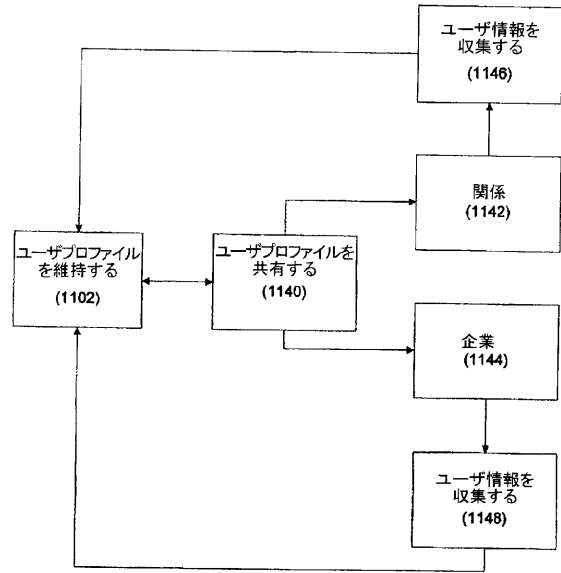 ユーザ情報を
収集する
(1146)
関係
(1142)
ユーザプロファイル
を維持する
(1102)
ユーザプロファイルを
共有する
(1140)
企業
(1144)
ユーザ情報を
収集する
(1148)